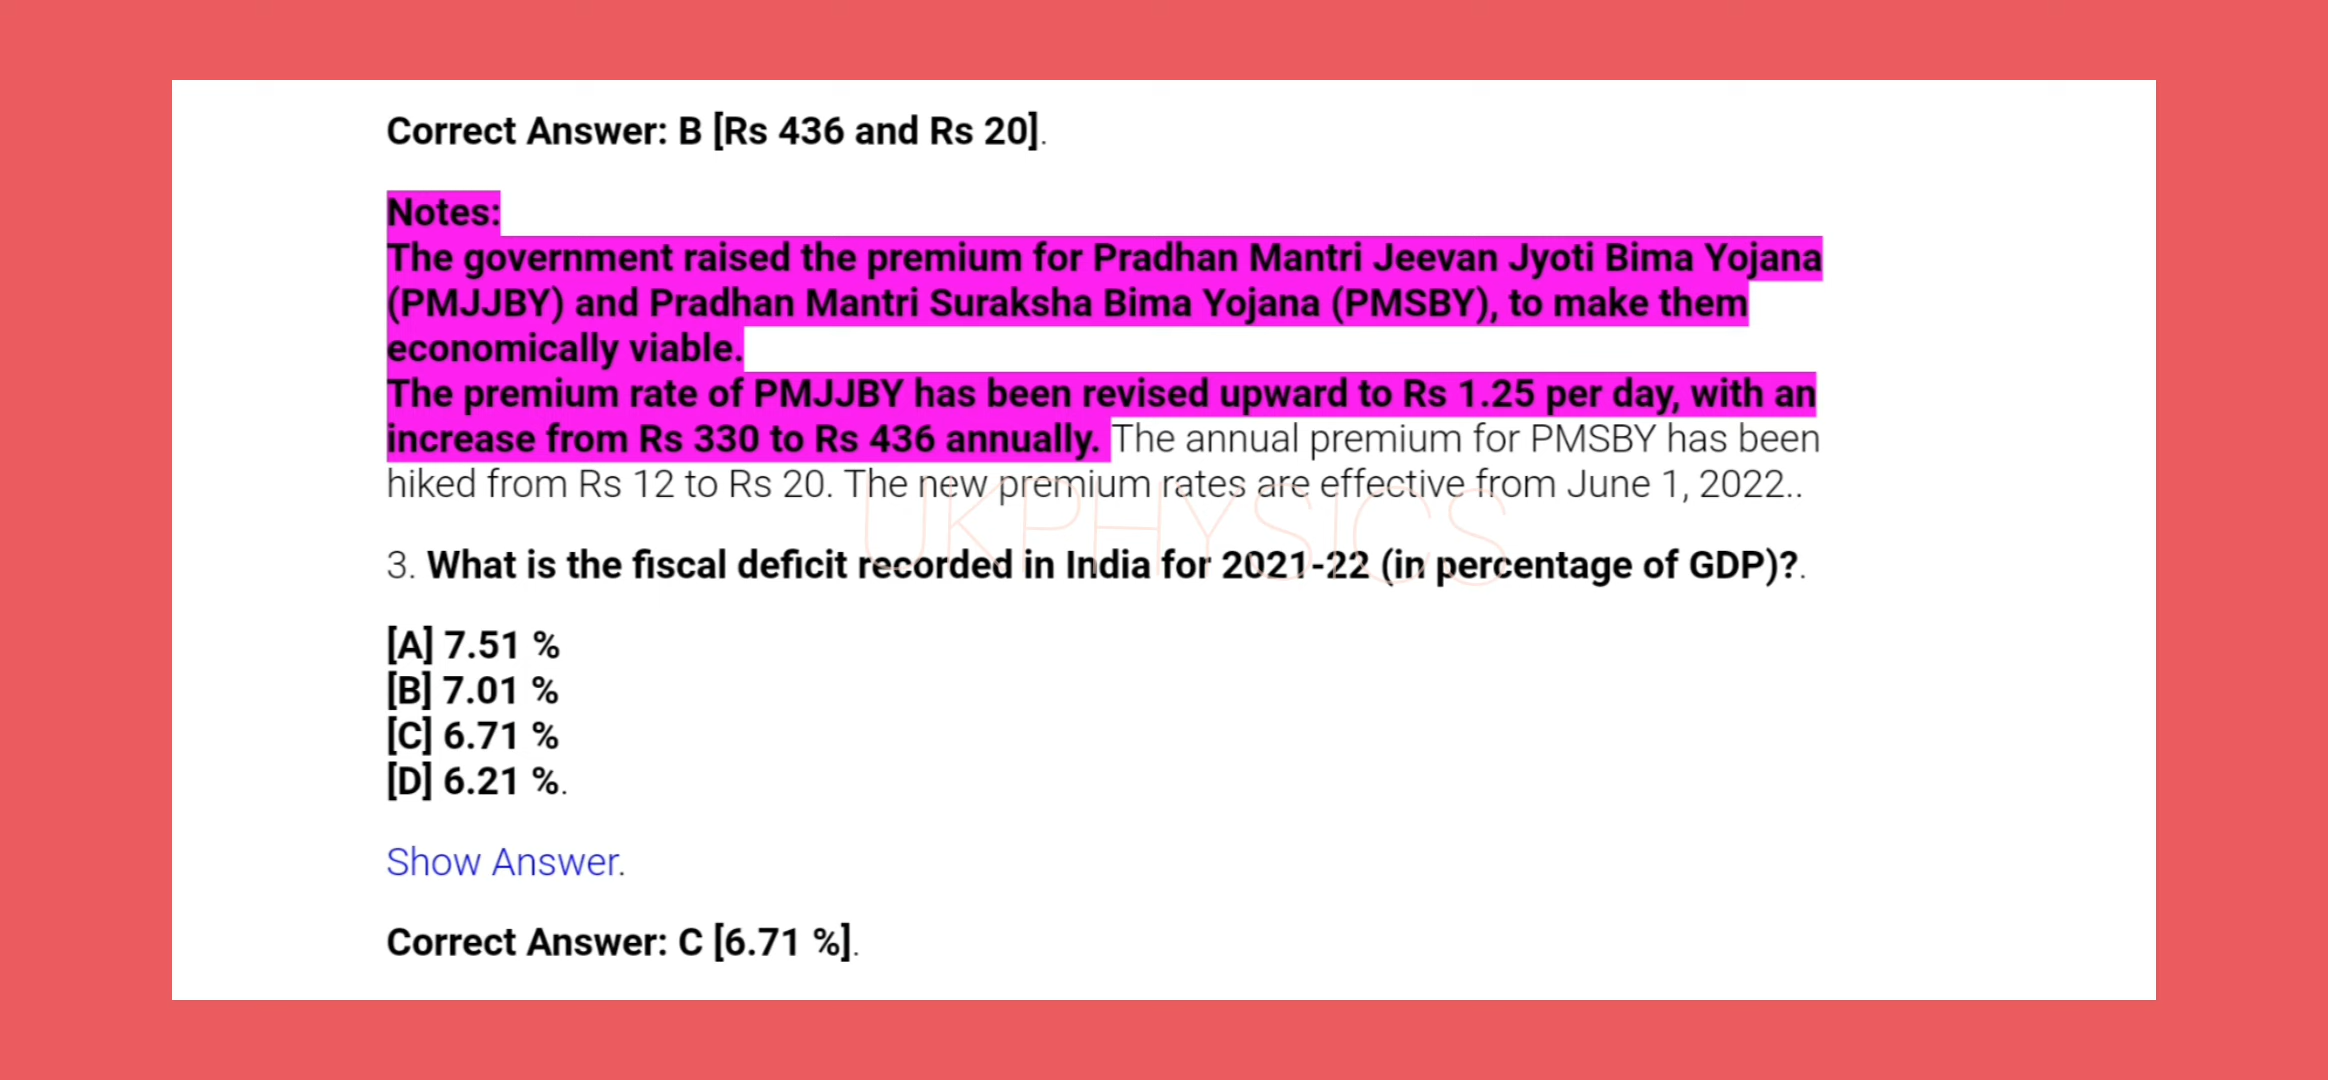 Correct Answer: B [Rs 436 and Rs 20].
Notes:
The government raised the premium for Pradhan Mantri Jeevan Jyoti Bima Yojana
(PMJJBY) and Pradhan Mantri Suraksha Bima Yojana (PMSBY), to make them
economically viable.
The premium rate of PMJJBY has been revised upward to Rs 1.25 per day, with an
increase from Rs 330 to Rs 436 annually. The annual premium for PMSBY has been
hiked from Rs 12 to Rs 20. The new premium rates are effective from June 1, 2022..
UKPHYSICS
3. What is the fiscal deficit recorded in India for 2021-22 (in percentage of GDP)?.
[A] 7.51 %
[B] 7.01 %
[C] 6.71 %
[D] 6.21 %.
Show Answer.
Correct Answer: C [6.71 %].